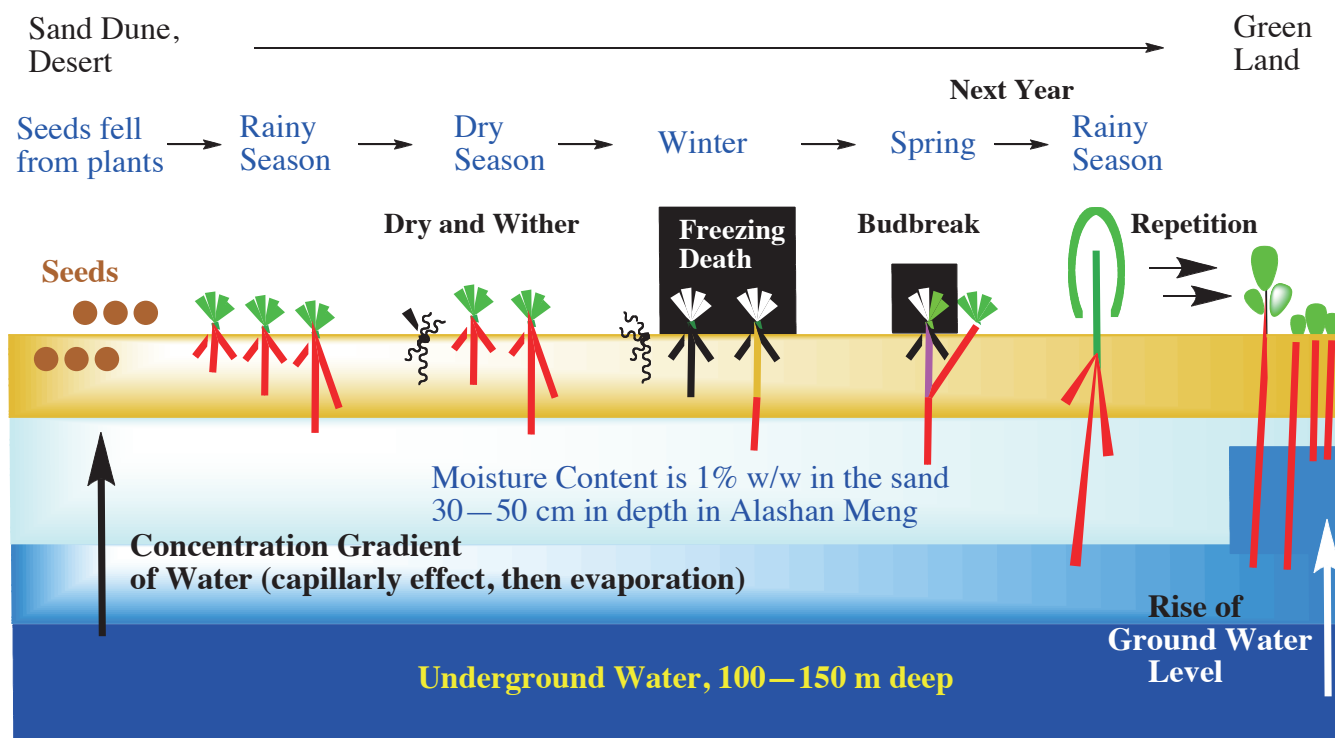 Sand Dune,
Desert
Green
Land
Next Year
Seeds fell
from plants
Rainy
Season
Dry
Season
Winter
Spring
Rainy
Season
Dry and Wither
Freezing
Death
Budbreak
Repetition
Seeds
Moisture Content is 1% w/w in the sand
30—50 cm in depth in Alashan Meng
Concentration Gradient
of Water (capillarly effect, then evaporation)
Rise of
Ground Water
Level
Underground Water, 100—150 m deep